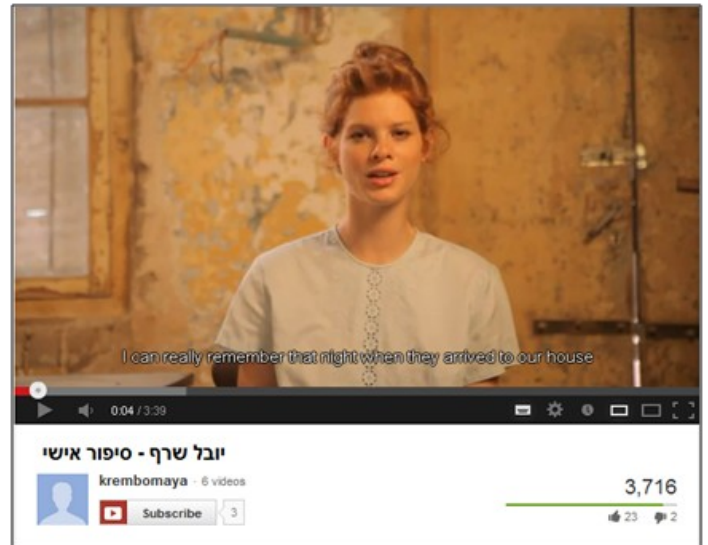 I can really remember that night when they arrived to our house
0:04 / 3:39
יובל שרף - סיפור אישי
krembomaya · 6 videos
Subscribe 3
3,716
23 2